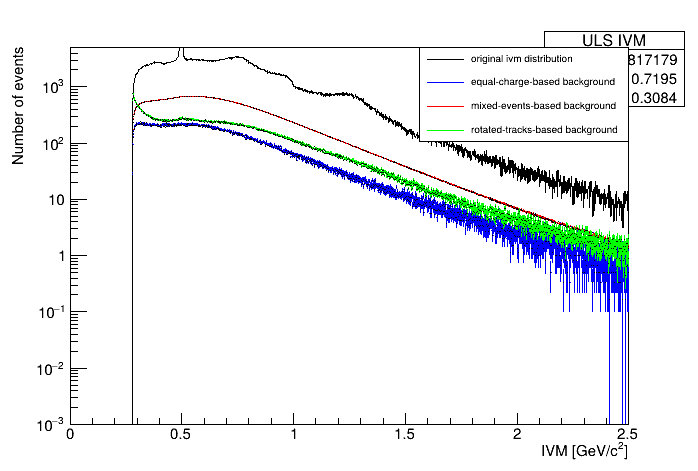 ULS IVM
817179
0.7195
0.3084
original ivm distribution
equal-charge-based background
mixed-events-based background
rotated-tracks-based background
Number of events
10³
10²
10
1
10⁻¹
10⁻²
10⁻³
0 0.5 1 1.5 2 2.5
IVM [GeV/c²]